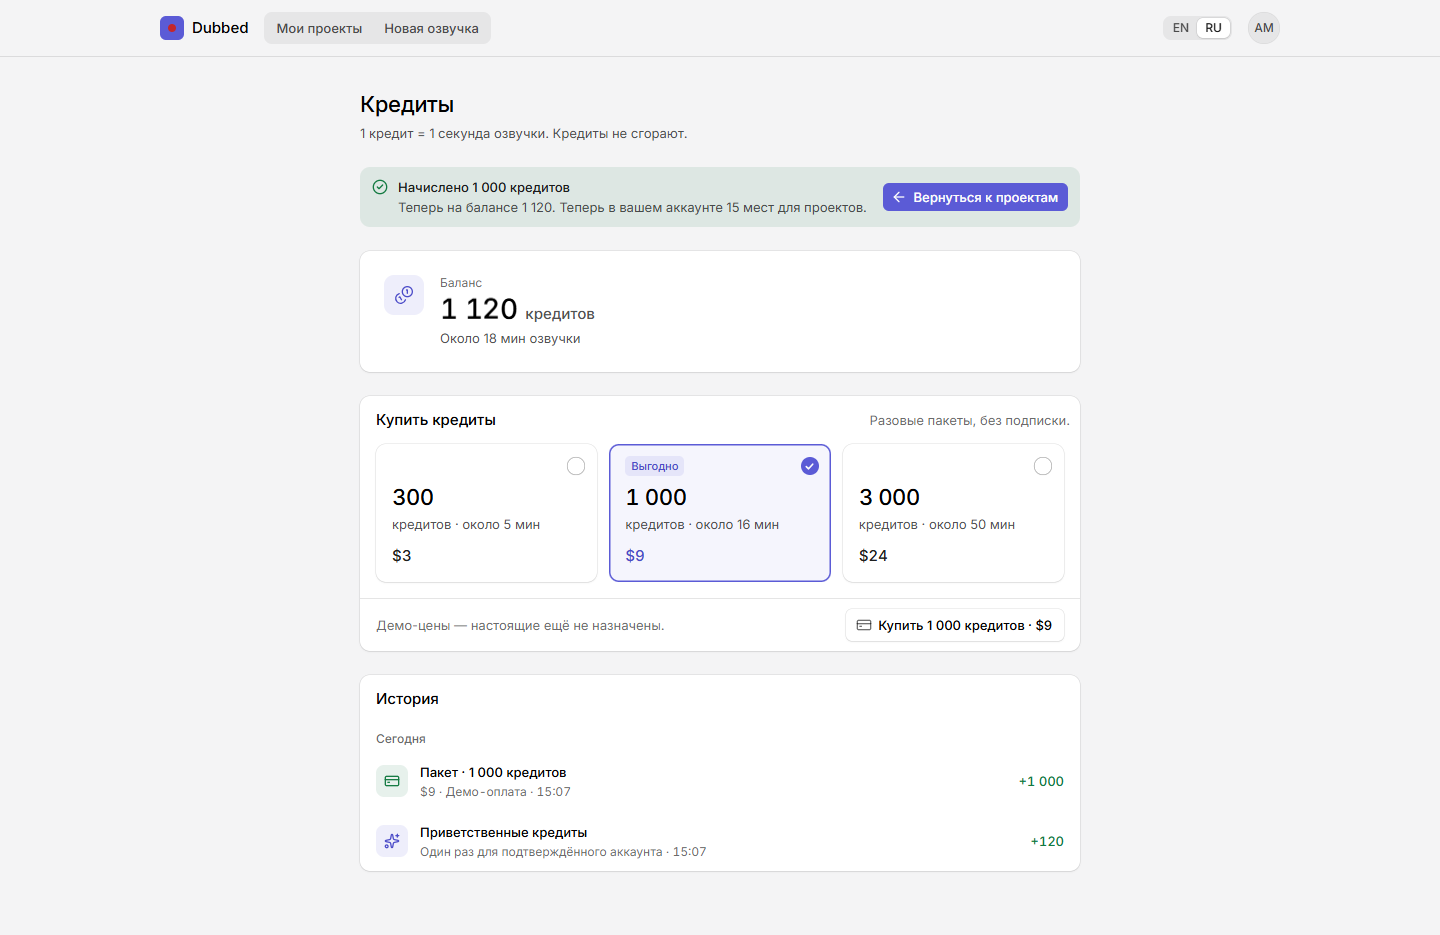 Dubbed
Мои проекты
Новая озвучка
EN
RU
AM
Кредиты
1 кредит = 1 секунда озвучки. Кредиты не сгорают.
Начислено 1 000 кредитов
Теперь на балансе 1 120. Теперь в вашем аккаунте 15 мест для проектов.
Вернуться к проектам
Баланс
1 120 кредитов
Около 18 мин озвучки
Купить кредиты
Разовые пакеты, без подписки.
300
кредитов · около 5 мин
$3
Выгодно
1 000
кредитов · около 16 мин
$9
3 000
кредитов · около 50 мин
$24
Демо-цены — настоящие ещё не назначены.
Купить 1 000 кредитов · $9
История
Сегодня
Пакет · 1 000 кредитов
$9 · Демо-оплата · 15:07
+1 000
Приветственные кредиты
Один раз для подтверждённого аккаунта · 15:07
+120